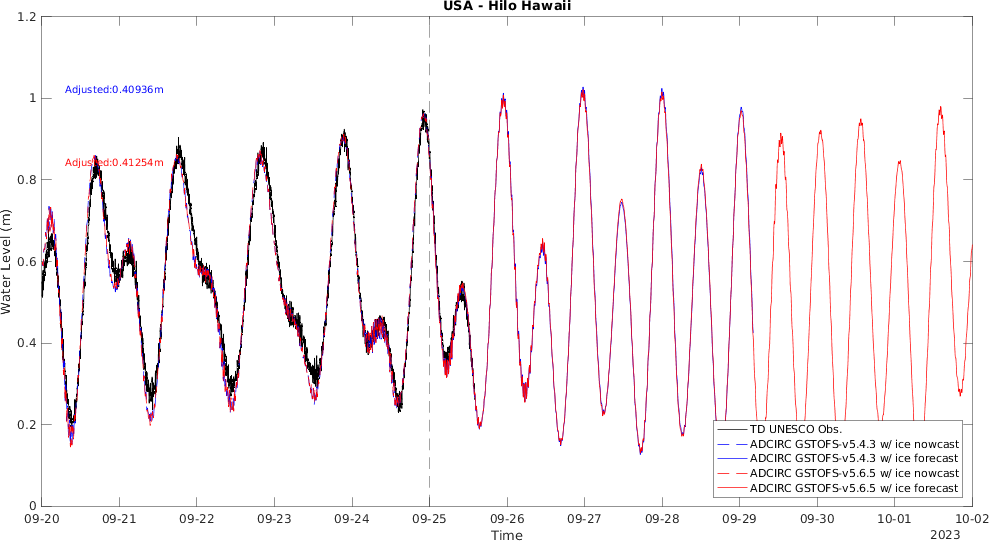 USA - Hilo Hawaii
1.2
1
0.8
0.6
0.4
0.2
0
Water Level (m)
Adjusted:0.40936m
Adjusted:0.41254m
TD UNESCO Obs.
ADCIRC GSTOFS-v5.4.3 w/ ice nowcast
ADCIRC GSTOFS-v5.4.3 w/ ice forecast
ADCIRC GSTOFS-v5.6.5 w/ ice nowcast
ADCIRC GSTOFS-v5.6.5 w/ ice forecast
09-20 09-21 09-22 09-23 09-24 09-25 09-26 09-27 09-28 09-29 09-30 10-01 10-02
Time
2023